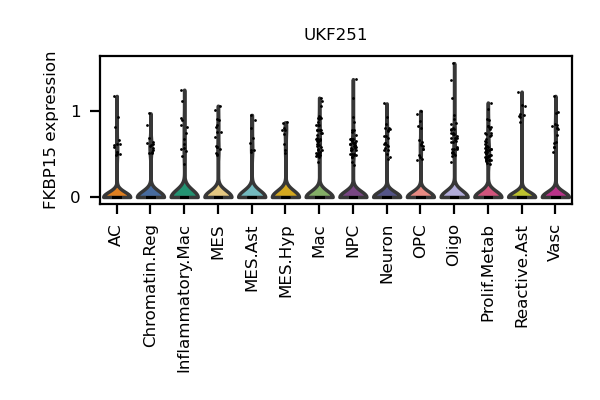 UKF251
FKBP15 expression
1
0
AC
Chromatin.Reg
Inflammatory.Mac
MES
MES.Ast
MES.Hyp
Mac
NPC
Neuron
OPC
Oligo
Prolif.Metab
Reactive.Ast
Vasc